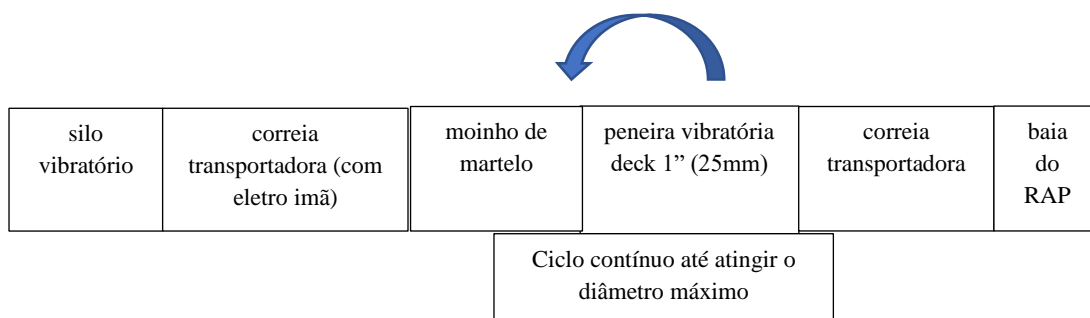 silo
vibratório
correia
transportadora (com
eletro imã)
moinho de
martelo
peneira vibratória
deck 1” (25mm)
correia
transportadora
baia
do
RAP
Ciclo contínuo até atingir o
diâmetro máximo